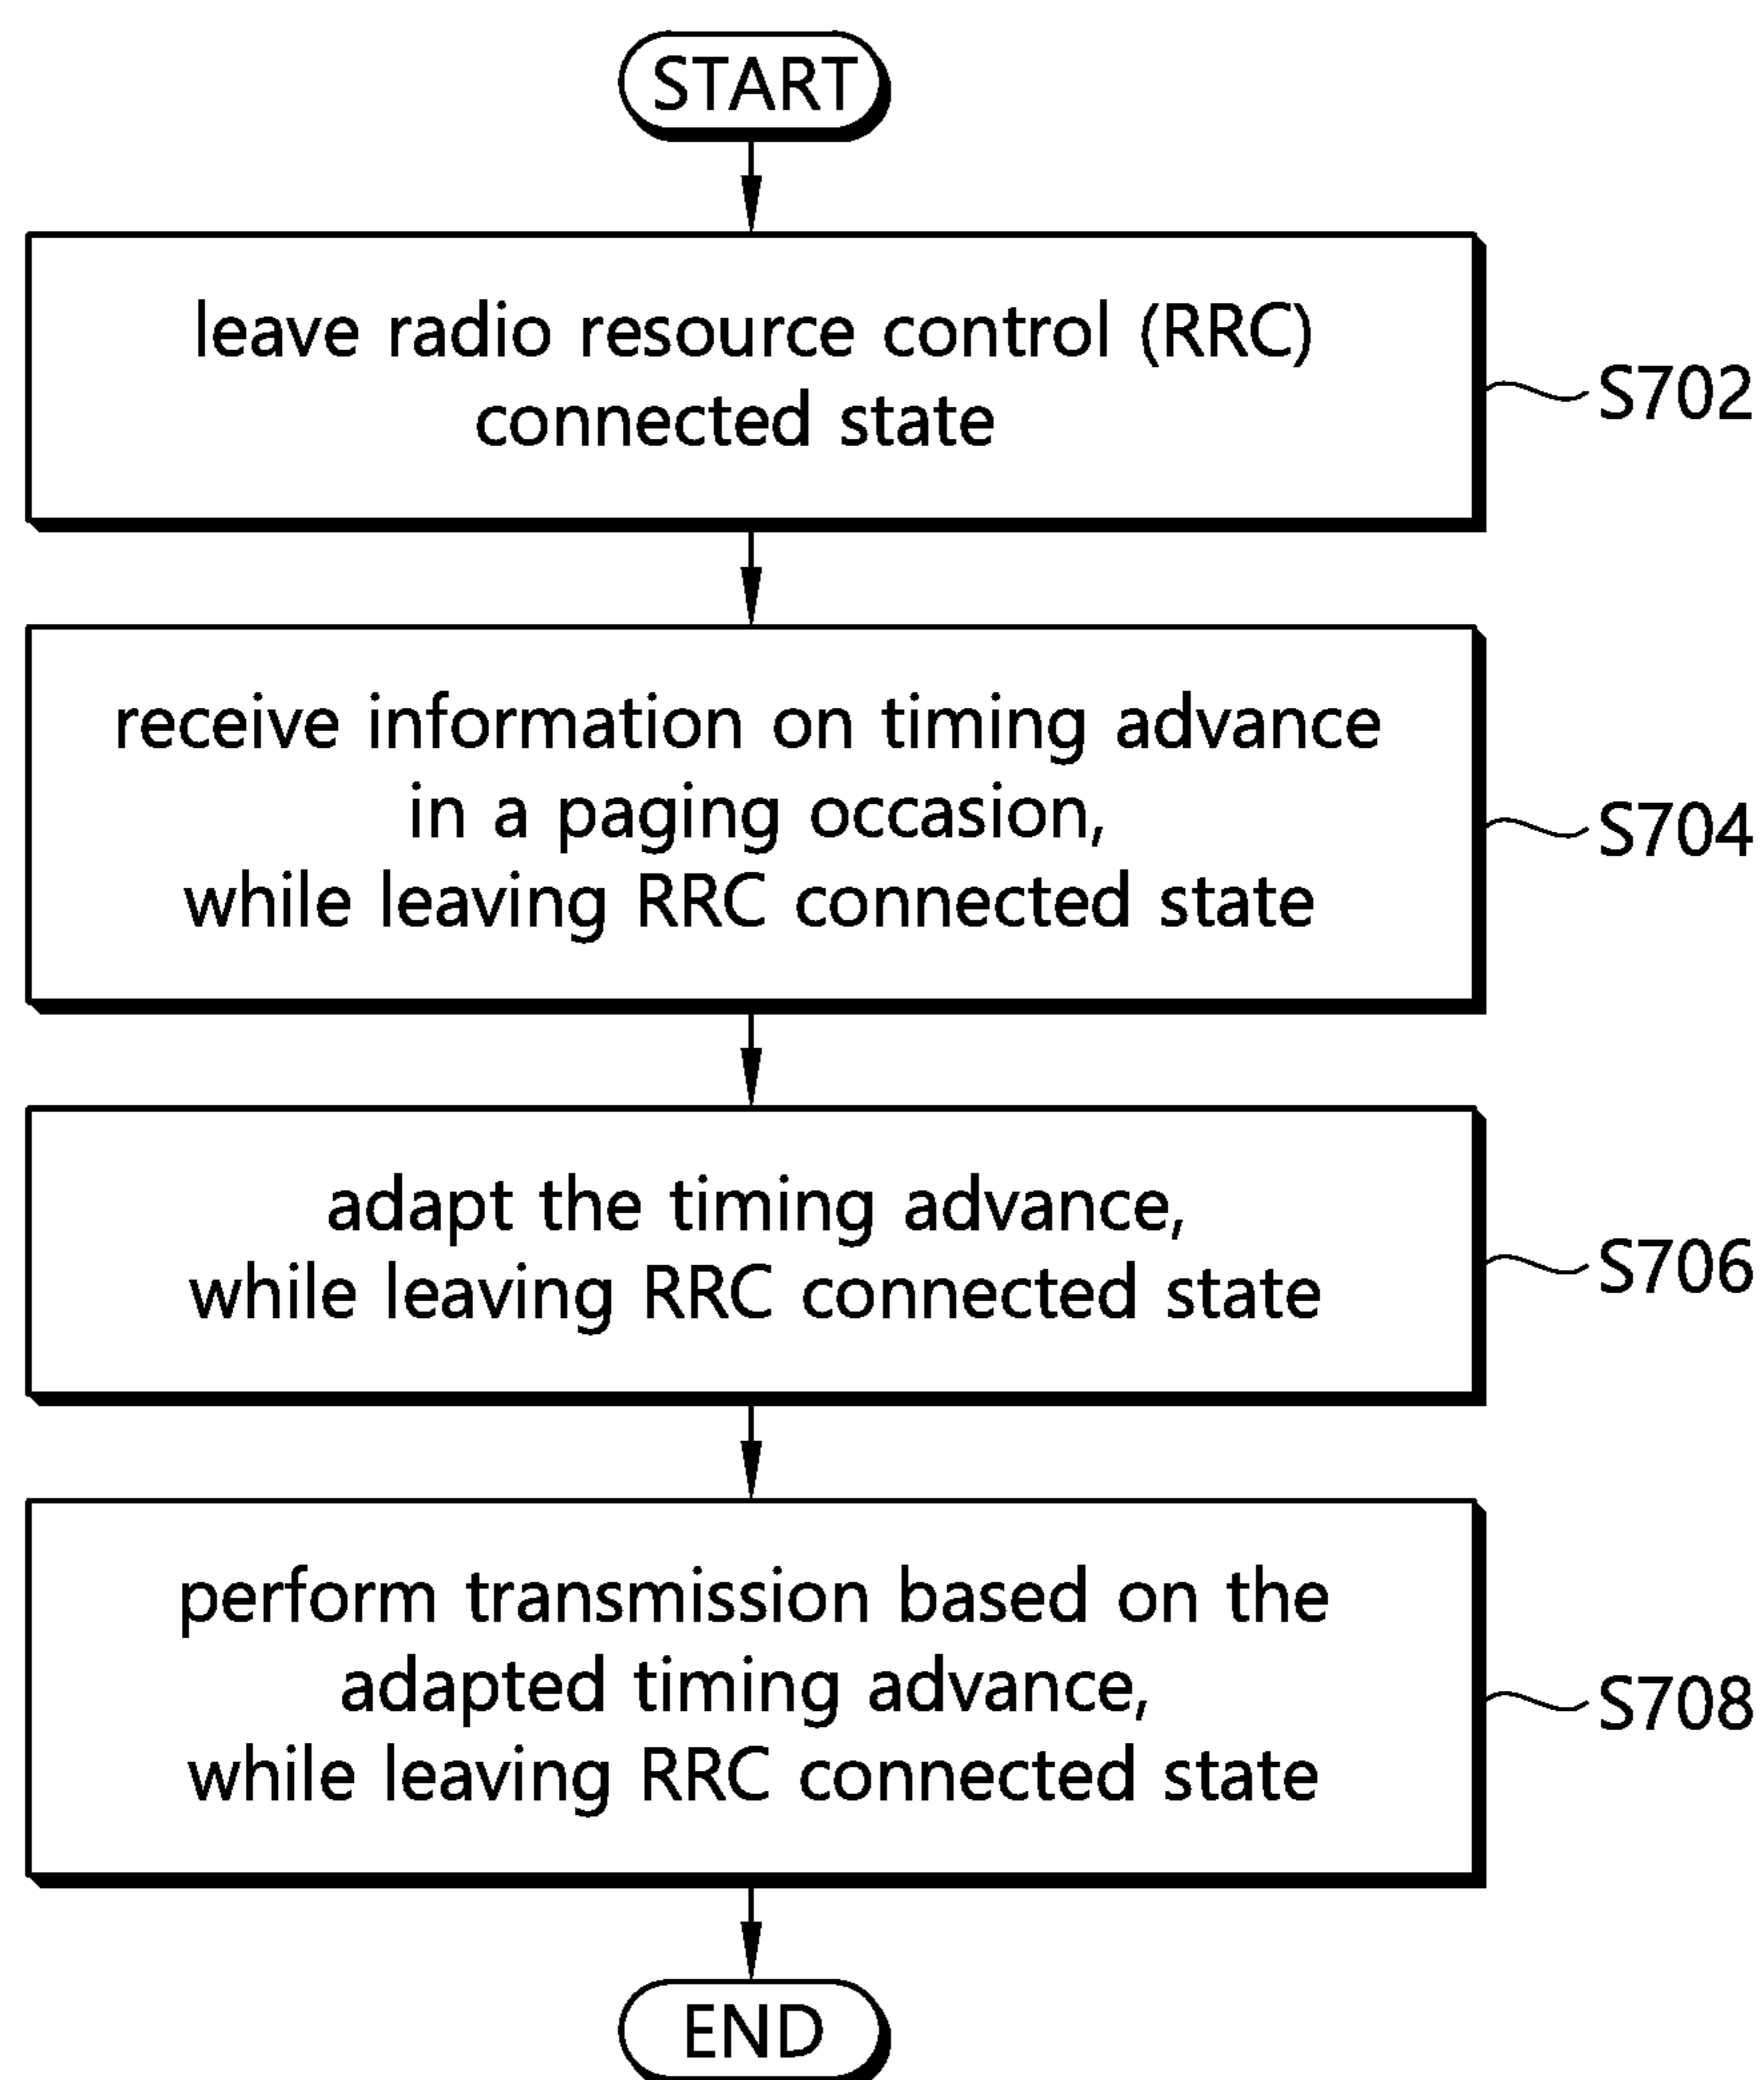 START
leave radio resource control (RRC)
connected state
S702
receive information on timing advance
in a paging occasion,
while leaving RRC connected state
S704
adapt the timing advance,
while leaving RRC connected state
S706
perform transmission based on the
adapted timing advance,
while leaving RRC connected state
S708
END